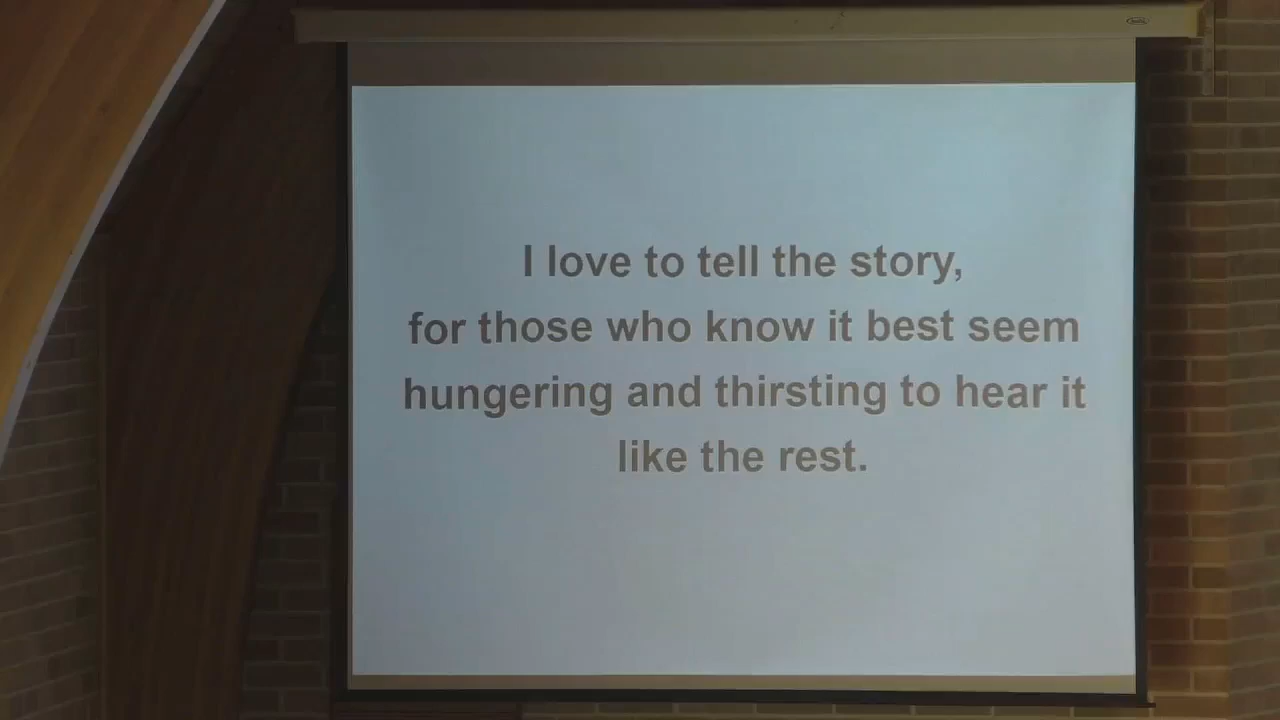 I love to tell the story,
for those who know it best seem
hungering and thirsting to hear it
like the rest.